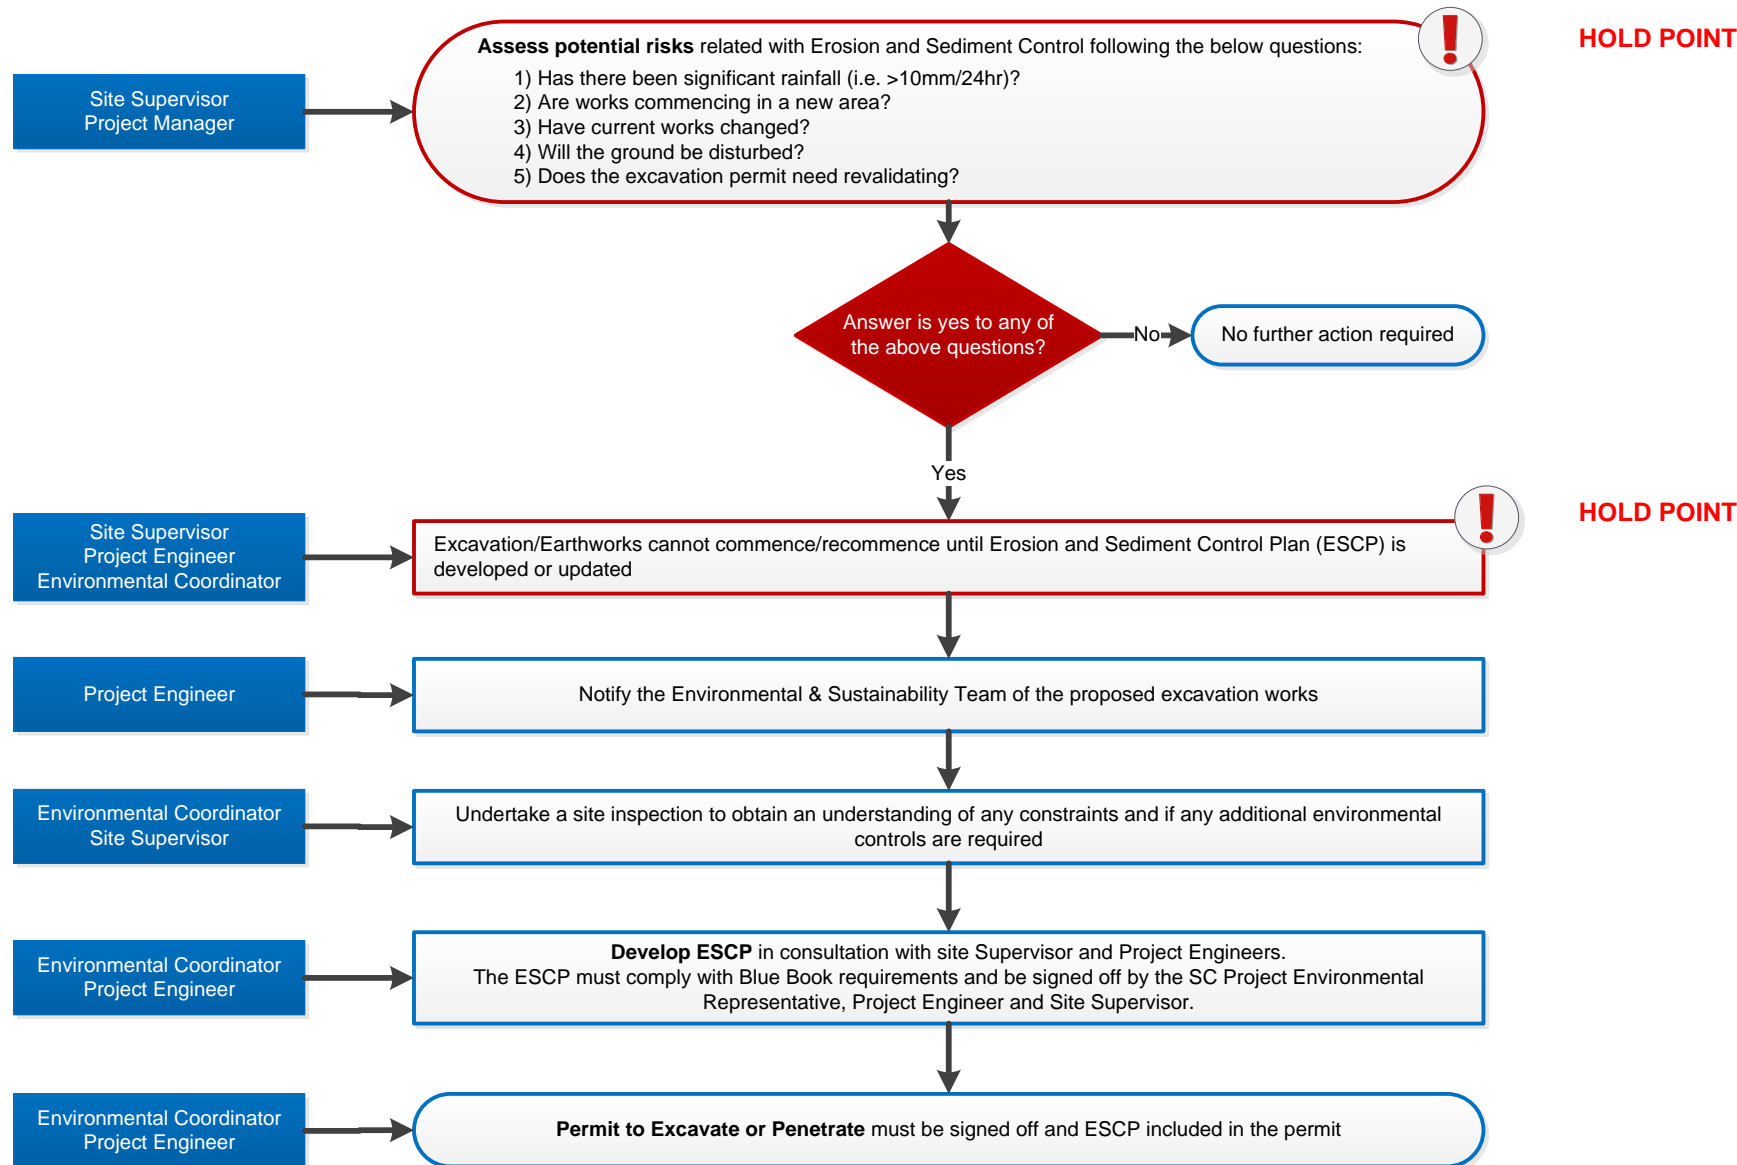 Assess potential risks related with Erosion and Sediment Control following the below questions:
HOLD POINT
1) Has there been significant rainfall (i.e. >10mm/24hr)?
2) Are works commencing in a new area?
3) Have current works changed?
4) Will the ground be disturbed?
5) Does the excavation permit need revalidating?
Site Supervisor
Project Manager
Answer is yes to any of
the above questions?
No
No further action required
Yes
HOLD POINT
Site Supervisor
Project Engineer
Environmental Coordinator
Excavation/Earthworks cannot commence/recommence until Erosion and Sediment Control Plan (ESCP) is
developed or updated
Project Engineer
Notify the Environmental & Sustainability Team of the proposed excavation works
Environmental Coordinator
Site Supervisor
Undertake a site inspection to obtain an understanding of any constraints and if any additional environmental
controls are required
Environmental Coordinator
Project Engineer
Develop ESCP in consultation with site Supervisor and Project Engineers.
The ESCP must comply with Blue Book requirements and be signed off by the SC Project Environmental
Representative, Project Engineer and Site Supervisor.
Environmental Coordinator
Project Engineer
Permit to Excavate or Penetrate must be signed off and ESCP included in the permit